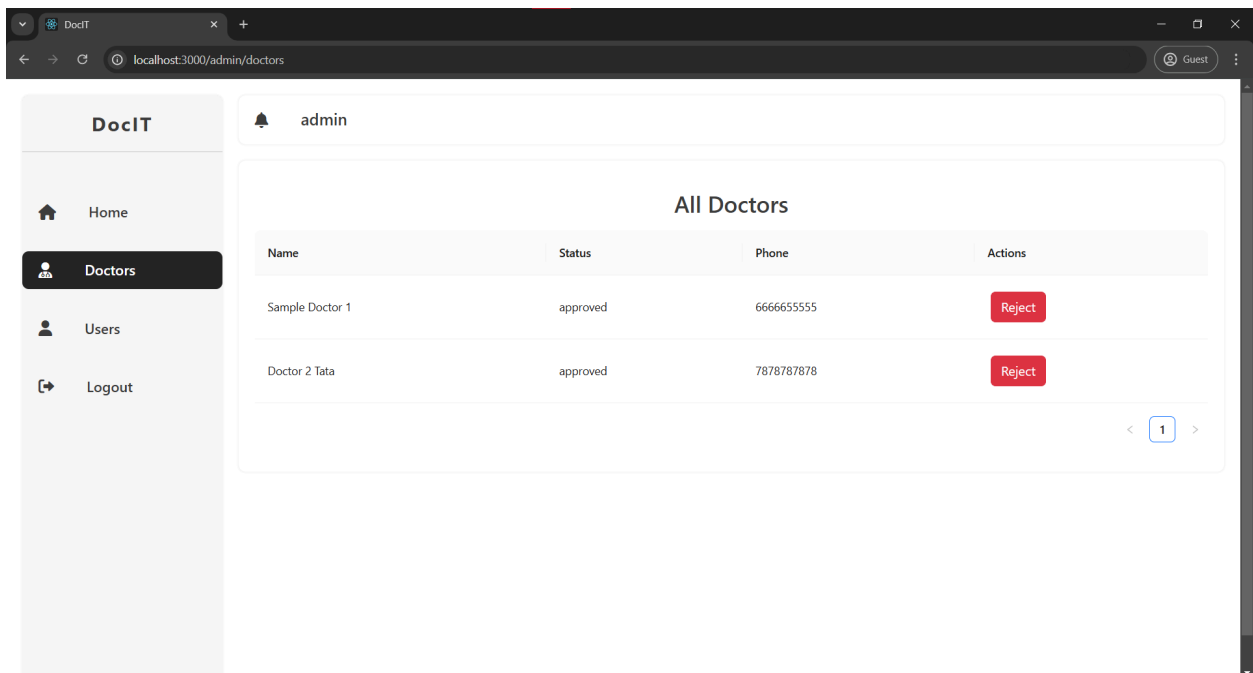 DocIT
localhost:3000/admin/doctors
Guest
DocIT
admin
Home
Doctors
Users
Logout
All Doctors
Name Status Phone Actions
Sample Doctor 1 approved 6666655555 Reject
Doctor 2 Tata approved 7878787878 Reject
< 1 >